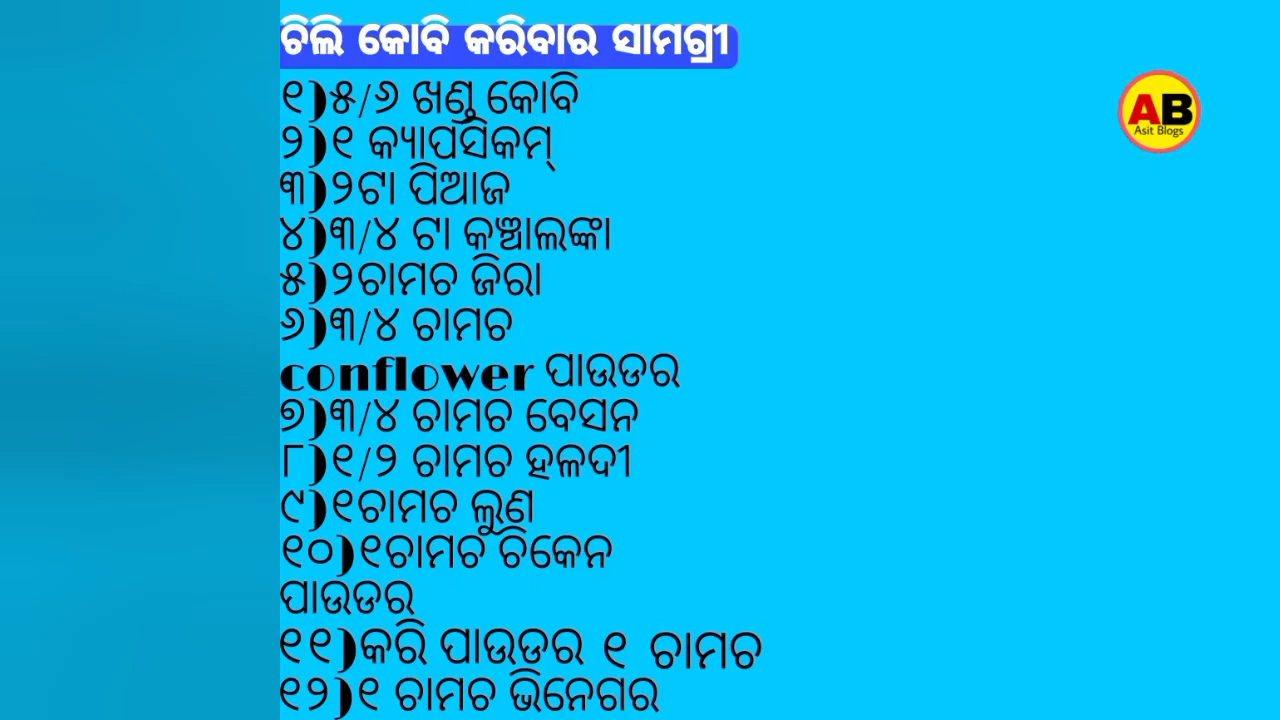 ଚିଲି କୋବି କରିବାର ସାମଗ୍ରୀ
୧)୫/୬ ଖଣ୍ଡ କୋବି
AB
Asit Blogs
୨)୧ କ୍ୟାପସିକମ୍
୩)୨ଟା ପିଆଜ
୪)୩/୪ ଟା କଞ୍ଚାଲଙ୍କା
୫)୨ଚାମଚ ଜିରା
୬)୩/୪ ଚାମଚ
conflower ପାଉଡର
୭)୩/୪ ଚାମଚ ବେସନ
୮)୧/୨ ଚାମଚ ହଳଦୀ
୯)୧ଚାମଚ ଲୁଣ
୧୦)୧ଚାମଚ ଚିକେନ
ପାଉଡର
୧୧)କରି ପାଉଡର ୧ ଚାମଚ
୧୨)୧ ଚାମଚ ଭିନେଗର